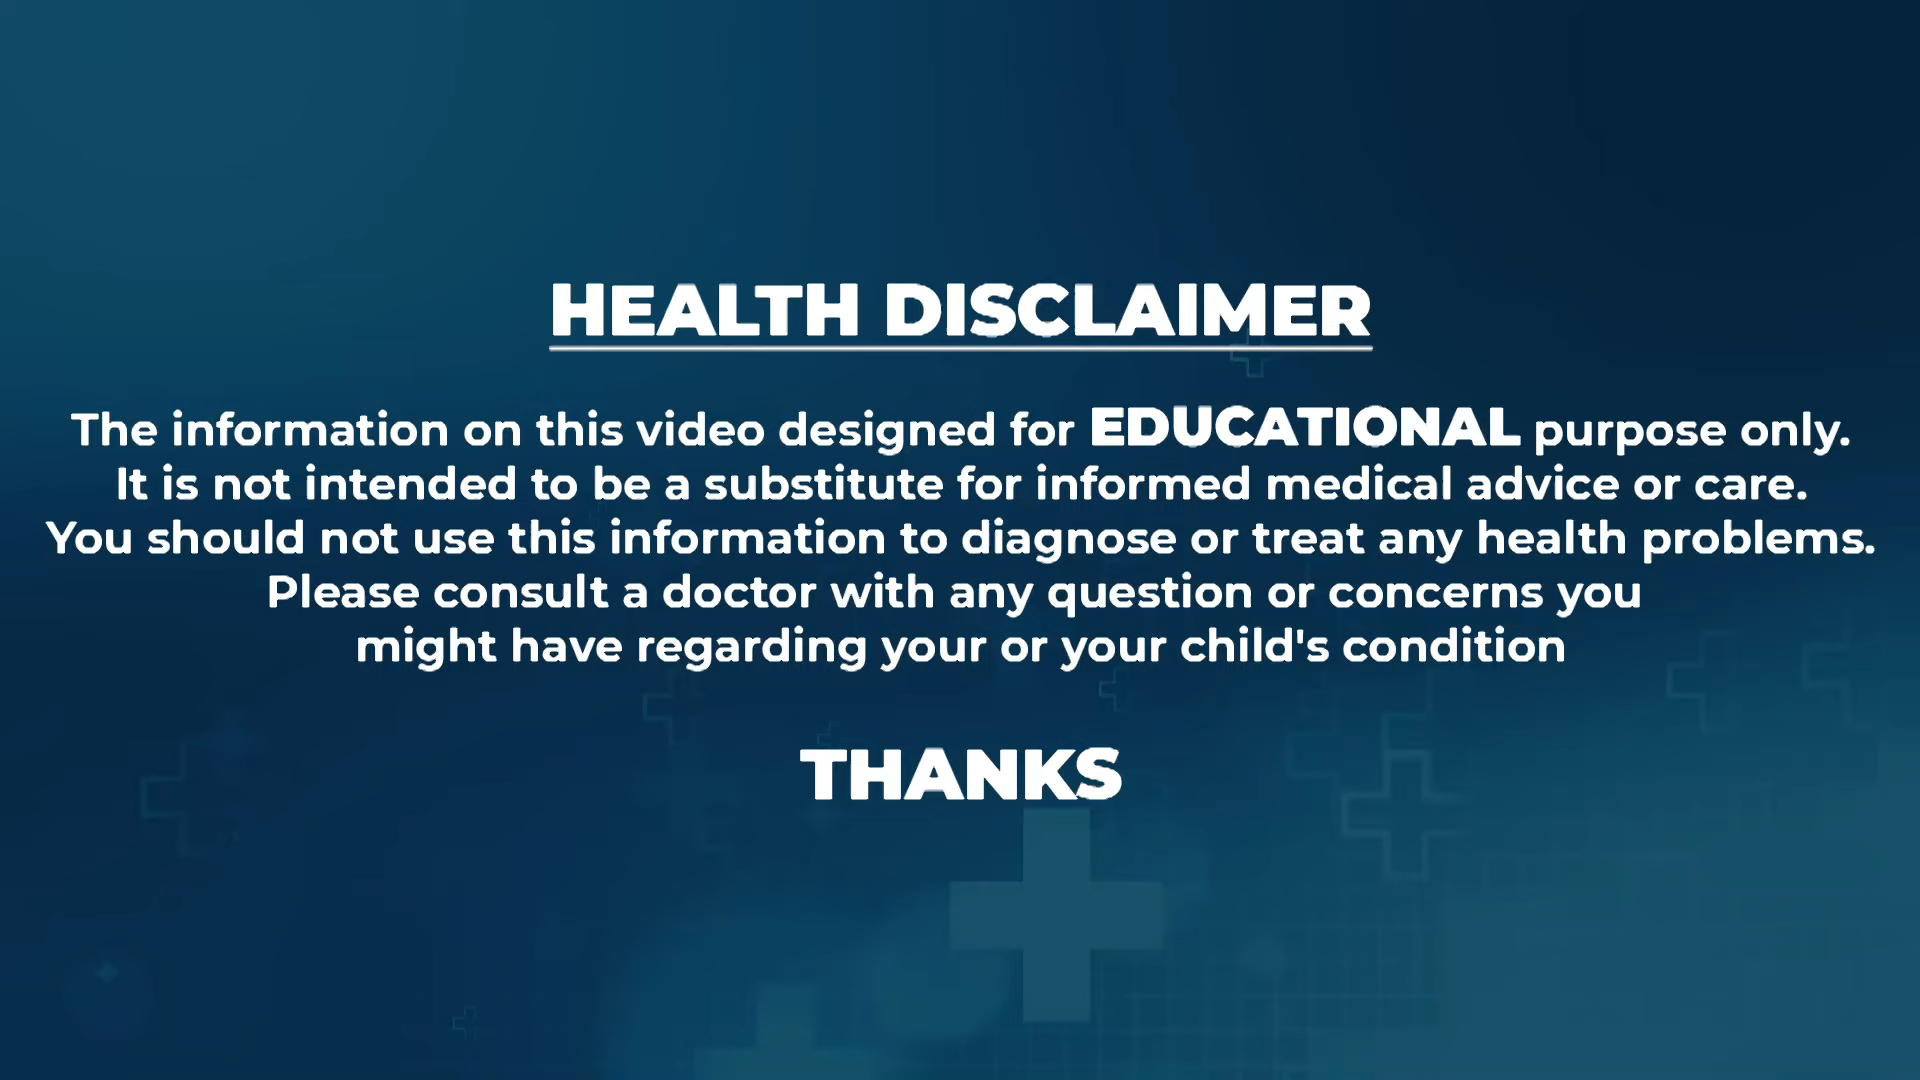 HEALTH DISCLAIMER
The information on this video designed for EDUCATIONAL purpose only.
It is not intended to be a substitute for informed medical advice or care.
You should not use this information to diagnose or treat any health problems.
Please consult a doctor with any question or concerns you
might have regarding your or your child's condition
THANKS